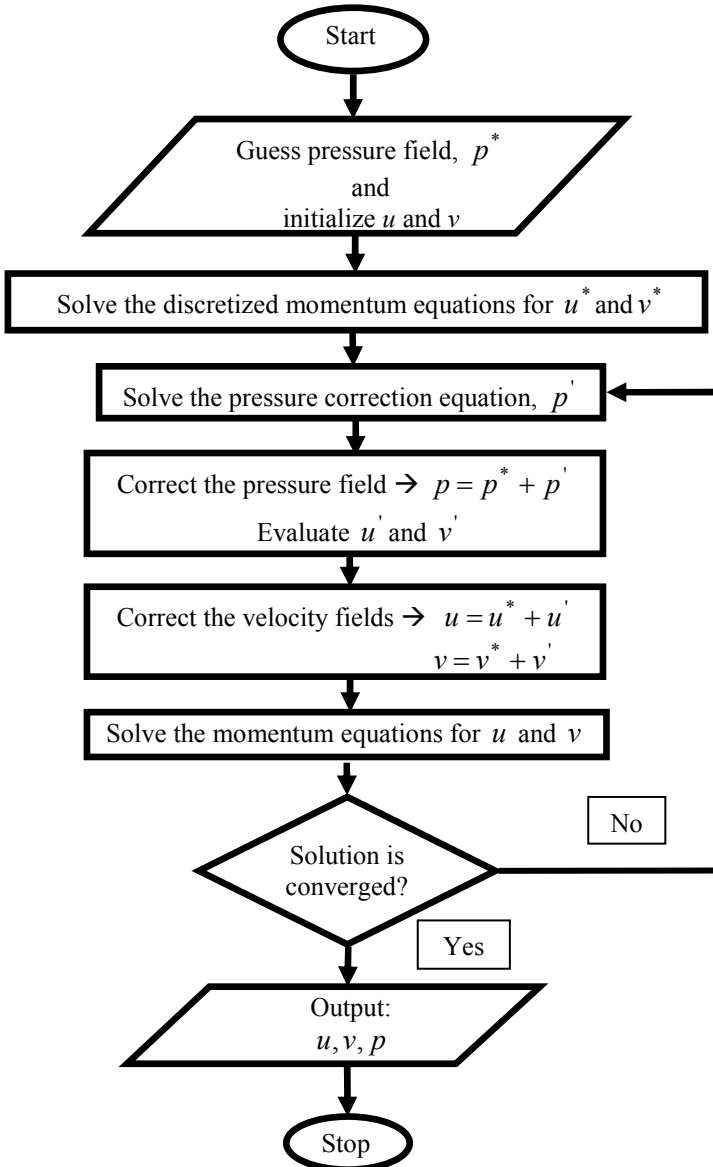 Start
Guess pressure field, p*
and
initialize u and v
Solve the discretized momentum equations for u* and v*
Solve the pressure correction equation, p'
Correct the pressure field → p = p* + p'
Evaluate u' and v'
Correct the velocity fields → u = u* + u'
v = v* + v'
Solve the momentum equations for u and v
Solution is
converged?
No
Yes
Output:
u, v, p
Stop